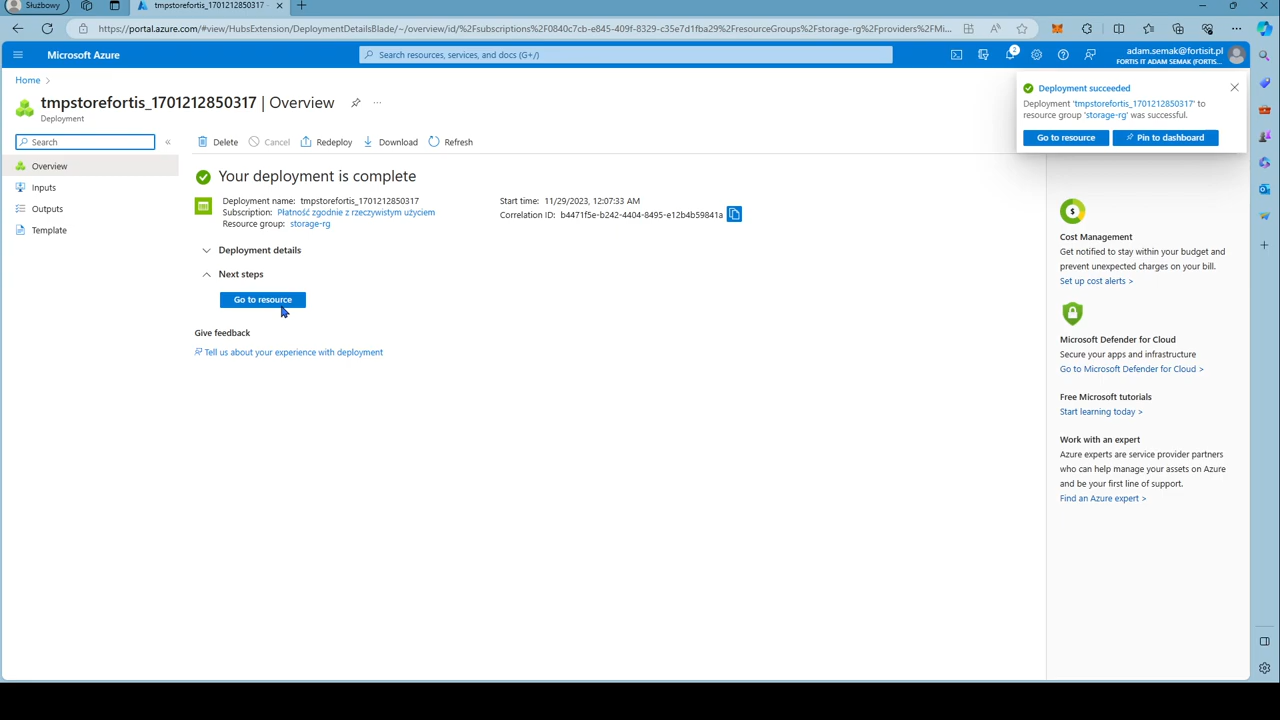 Służbowy
tmpstorefortis_1701212850317 -
https://portal.azure.com/#view/HubsExtension/DeploymentDetailsBlade/~/overview/id/%2Fsubscriptions%2F0840c7cb-e845-409f-8329-c35e7d1fba29%2FresourceGroups%2Fstorage-rg%2Fproviders%2FMi...
Microsoft Azure
Search resources, services, and docs (G+/)
2
adam.semak@fortisit.pl
FORTIS IT ADAM SEMAK (FORTIS...
Home >
tmpstorefortis_1701212850317 | Overview
Deployment
Search
Overview
Inputs
Outputs
Template
Delete
Cancel
Redeploy
Download
Refresh
Your deployment is complete
Deployment name: tmpstorefortis_1701212850317
Subscription: Płatność zgodnie z rzeczywistym użyciem
Resource group: storage-rg
Start time: 11/29/2023, 12:07:33 AM
Correlation ID: b4471f5e-b242-4404-8495-e12b4b59841a
Deployment details
Next steps
Go to resource
Give feedback
Tell us about your experience with deployment
Deployment succeeded
Deployment 'tmpstorefortis_1701212850317' to
resource group 'storage-rg' was successful.
Go to resource
Pin to dashboard
Cost Management
Get notified to stay within your budget and
prevent unexpected charges on your bill.
Set up cost alerts >
Microsoft Defender for Cloud
Secure your apps and infrastructure
Go to Microsoft Defender for Cloud >
Free Microsoft tutorials
Start learning today >
Work with an expert
Azure experts are service provider partners
who can help manage your assets on Azure
and be your first line of support.
Find an Azure expert >